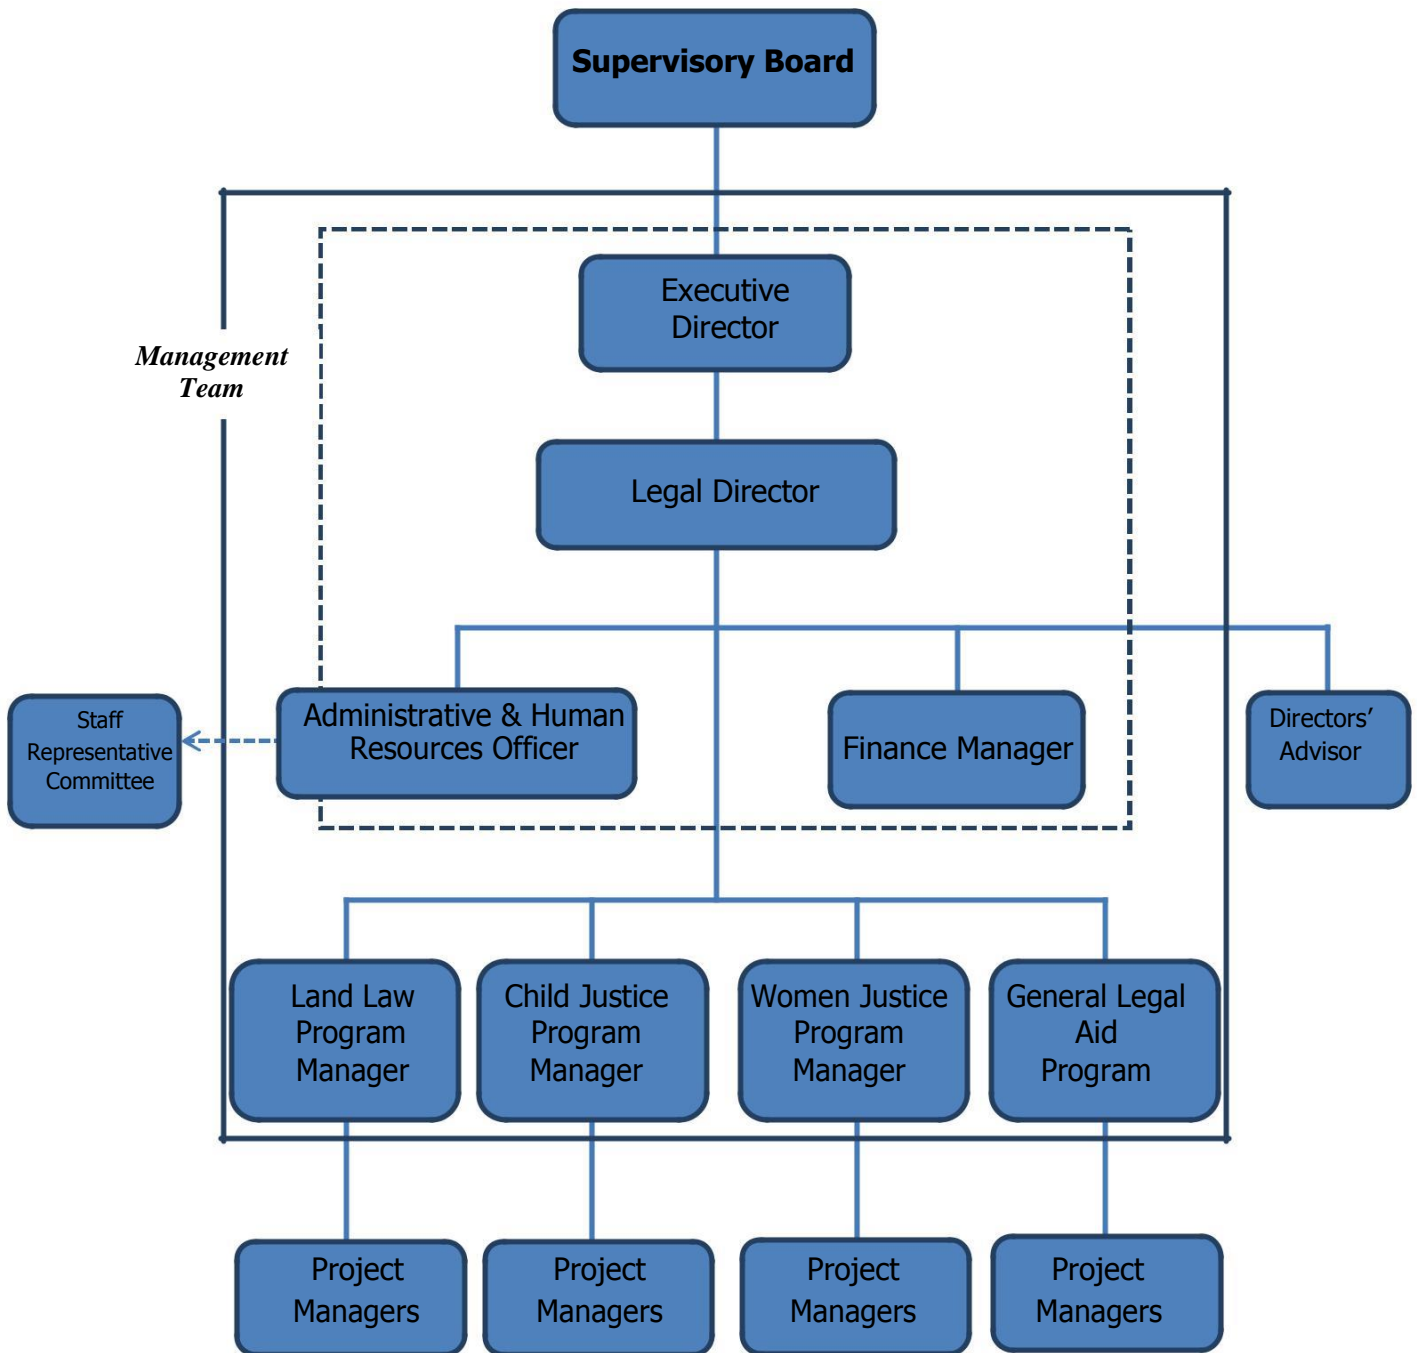 Supervisory Board
Executive
Director
Management
Team
Legal Director
Staff
Representative
Committee
Administrative & Human
Resources Officer
Finance Manager
Directors’
Advisor
Land Law
Program
Manager
Child Justice
Program
Manager
Women Justice
Program
Manager
General Legal
Aid
Program
Project
Managers
Project
Managers
Project
Managers
Project
Managers